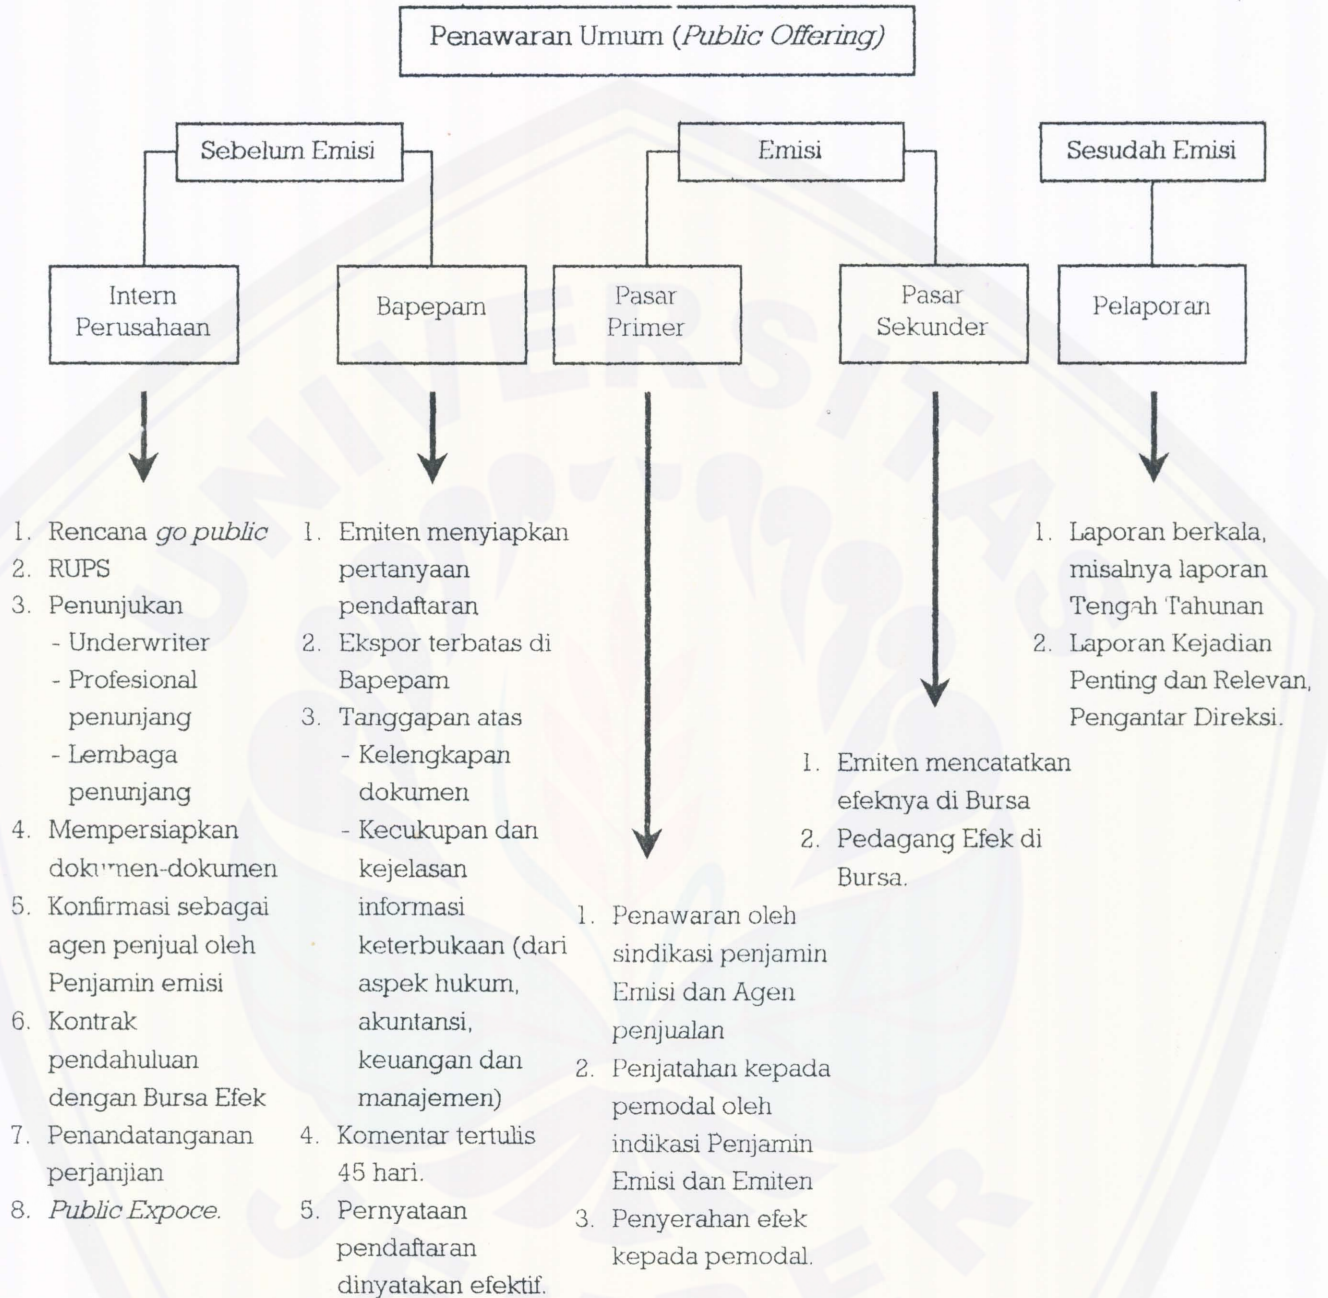 Penawaran Umum (Public Offering)
Sebelum Emisi
Emisi
Sesudah Emisi
Intern
Perusahaan
Bapepam
Pasar
Primer
Pasar
Sekunder
Pelaporan
1. Rencana go public
2. RUPS
3. Penunjukan
- Underwriter
- Profesional
penunjang
- Lembaga
penunjang
4. Mempersiapkan
dokumen-dokumen
5. Konfirmasi sebagai
agen penjual oleh
Penjamin emisi
6. Kontrak
pendahuluan
dengan Bursa Efek
7. Penandatanganan
perjanjian
8. Public Expoce.
1. Emiten menyiapkan
pertanyaan
pendaftaran
2. Ekspor terbatas di
Bapepam
3. Tanggapan atas
- Kelengkapan
dokumen
- Kecukupan dan
kejelasan
informasi
keterbukaan (dari
aspek hukum,
akuntansi,
keuangan dan
manajemen)
4. Komentar tertulis
45 hari.
5. Pernyataan
pendaftaran
dinyatakan efektif.
1. Penawaran oleh
sindikasi penjamin
Emisi dan Agen
penjualan
2. Penjatahan kepada
pemodal oleh
indikasi Penjamin
Emisi dan Emiten
3. Penyerahan efek
kepada pemodal.
1. Emiten mencatatkan
efeknya di Bursa
2. Pedagang Efek di
Bursa.
1. Laporan berkala,
misalnya laporan
Tengah Tahunan
2. Laporan Kejadian
Penting dan Relevan,
Pengantar Direksi.
UNIVERSITAS